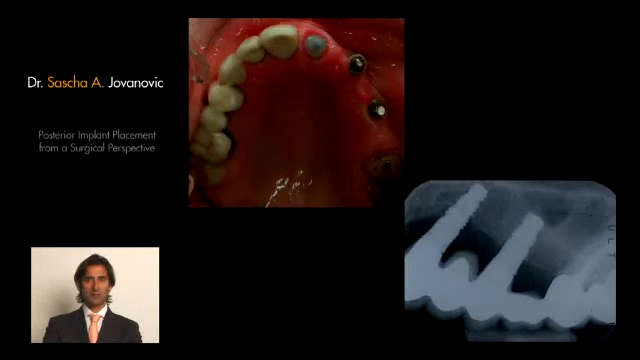 Dr. Sascha A. Jovanovic
Posterior Implant Placement
from a Surgical Perspective